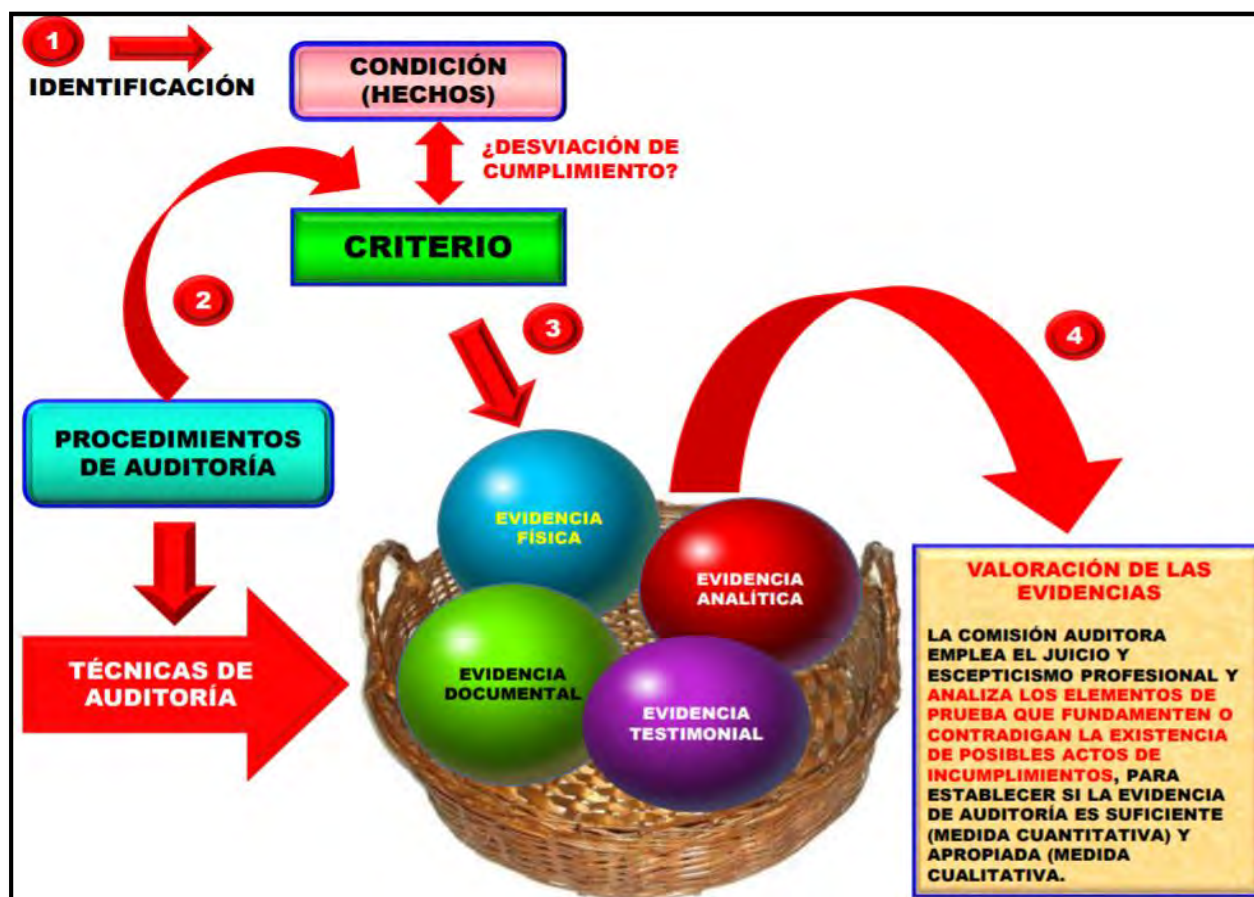 1
IDENTIFICACIÓN
CONDICIÓN
(HECHOS)
¿DESVIACIÓN DE
CUMPLIMIENTO?
CRITERIO
2
3
4
PROCEDIMIENTOS
DE AUDITORÍA
TÉCNICAS DE
AUDITORÍA
EVIDENCIA
FÍSICA
EVIDENCIA
ANALÍTICA
EVIDENCIA
DOCUMENTAL
EVIDENCIA
TESTIMONIAL
VALORACIÓN DE LAS
EVIDENCIAS
LA COMISIÓN AUDITORA
EMPLEA EL JUICIO Y
ESCEPTICISMO PROFESIONAL Y
ANALIZA LOS ELEMENTOS DE
PRUEBA QUE FUNDAMENTEN O
CONTRADIGAN LA EXISTENCIA
DE POSIBLES ACTOS DE
INCUMPLIMIENTOS, PARA
ESTABLECER SI LA EVIDENCIA
DE AUDITORÍA ES SUFICIENTE
(MEDIDA CUANTITATIVA) Y
APROPIADA (MEDIDA
CUALITATIVA.